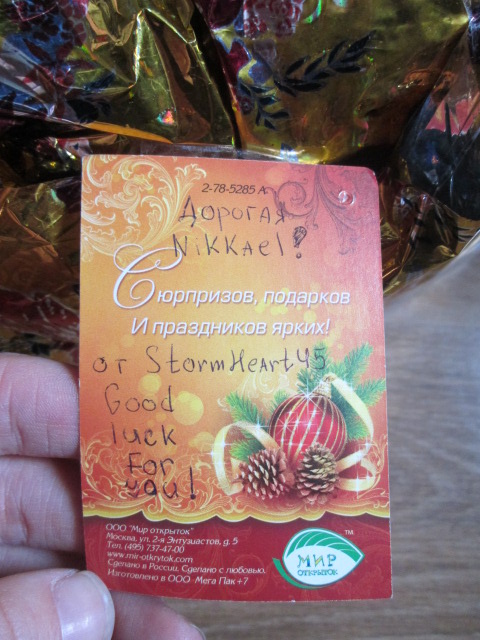 2-78-5285 А
Дорогая
Nikkael!
Сюрпризов, подарков
И праздников ярких!
от StormHeart45
Good
luck
For
you!
ООО "Мир открыток"
Москва, ул. 2-я Энтузиастов, д. 5
Тел. (495) 737-47-00
www.mir-otkrytok.com
Сделано в России. Сделано с любовью.
Изготовлено в ООО Мега Пак+7
МИР
ОТКРЫТОК
TM